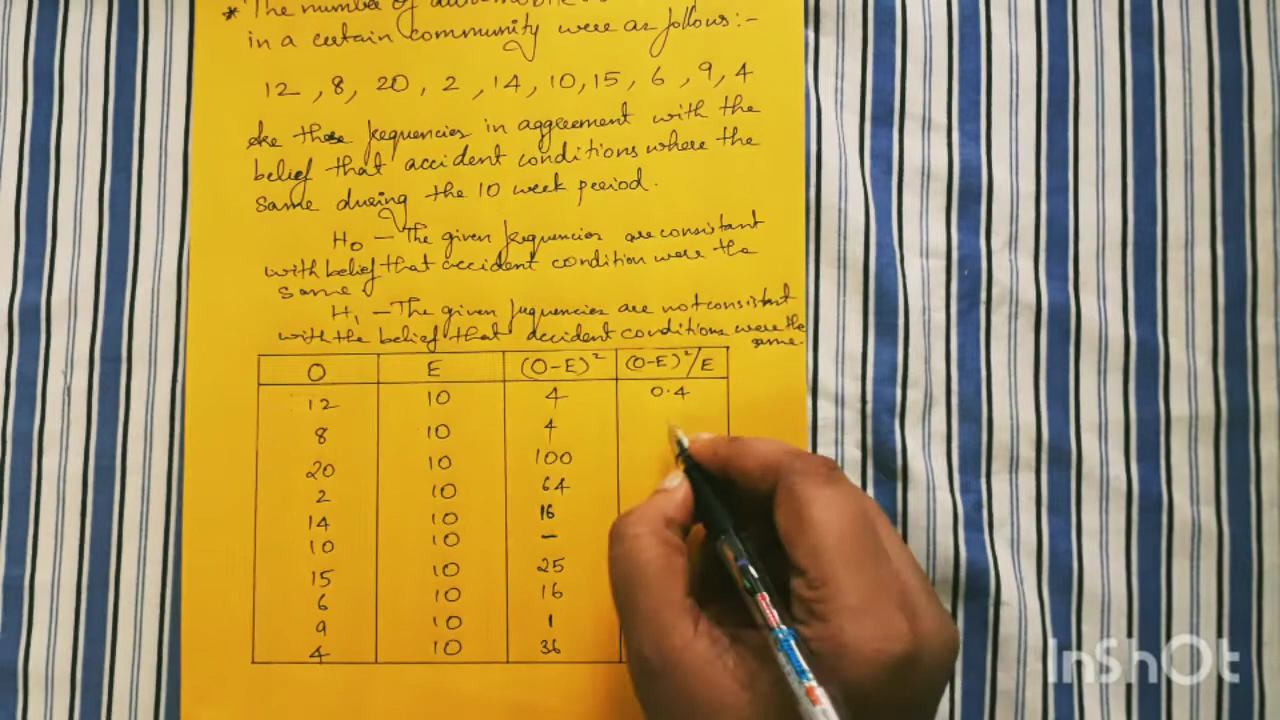 * The number of
in a certain community were as follows:-
12, 8, 20, 2, 14, 10, 15, 6, 9, 4
Are these frequencies in aggreement with the
belief that accident conditions where the
same during the 10 week period.
H0 – The given frequencies are consistant
with belief that accident condition were the
same.
H1 – The given frequencies are not consistent
with the belief that accident conditions were the
same.
O E (O-E)² (O-E)²/E
12 10 4 0.4
8 10 4
20 10 100
2 10 64
14 10 16
10 10 –
15 10 25
6 10 16
9 10 1
4 10 36
InShOt